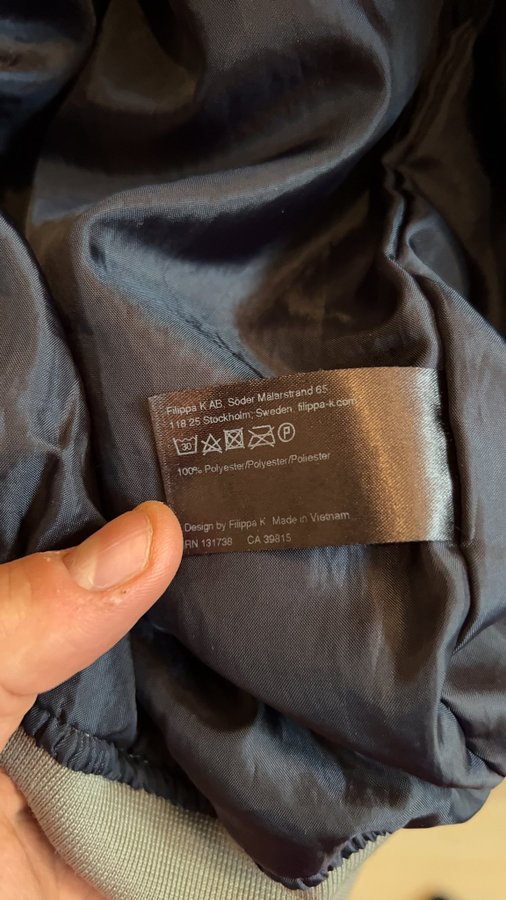 Filippa K AB, Söder Mälarstrand 65,
118 25 Stockholm, Sweden, filippa-k.com
30 P
100% Polyester/Polyester/Poliester
Design by Filippa K Made in Vietnam
RN 131738 CA 39815